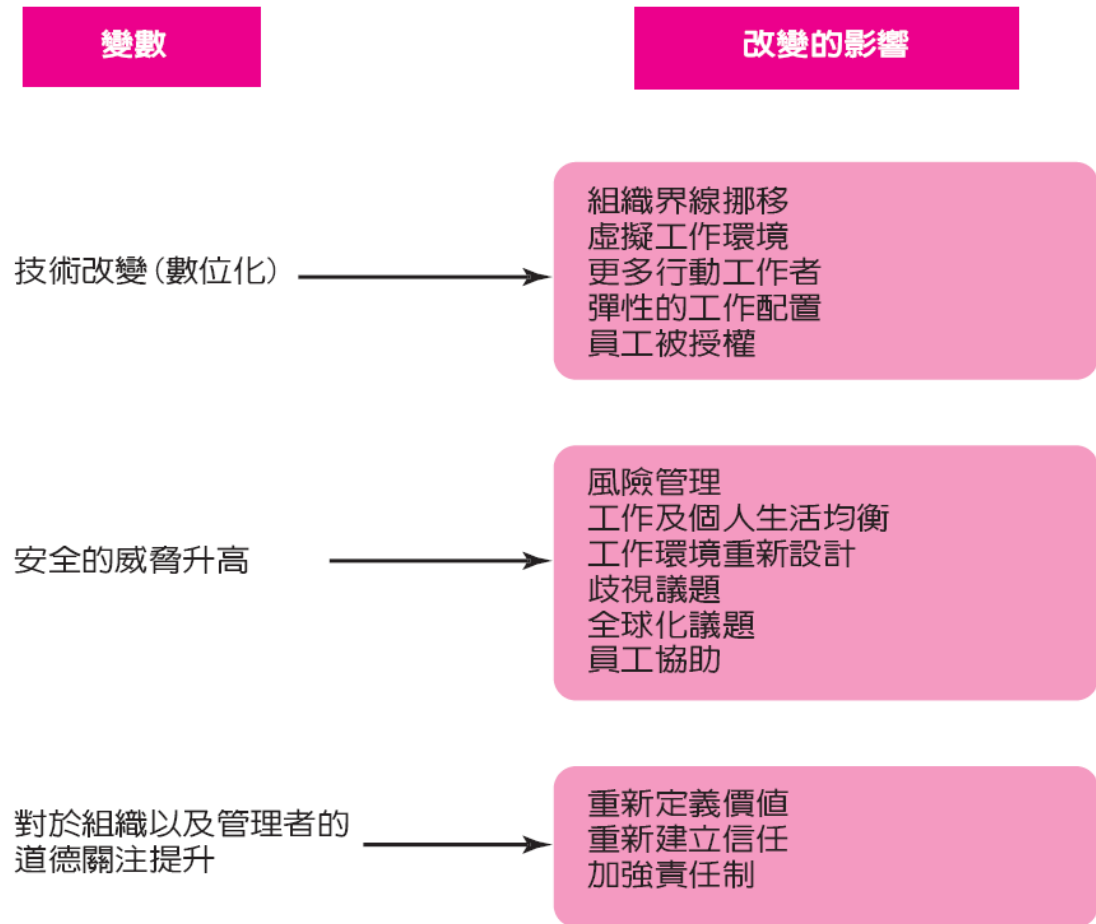 變數
改變的影響
技術改變(數位化)
組織界線挪移
虛擬工作環境
更多行動工作者
彈性的工作配置
員工被授權
安全的威脅升高
風險管理
工作及個人生活均衡
工作環境重新設計
歧視議題
全球化議題
員工協助
對於組織以及管理者的
道德關注提升
重新定義價值
重新建立信任
加強責任制